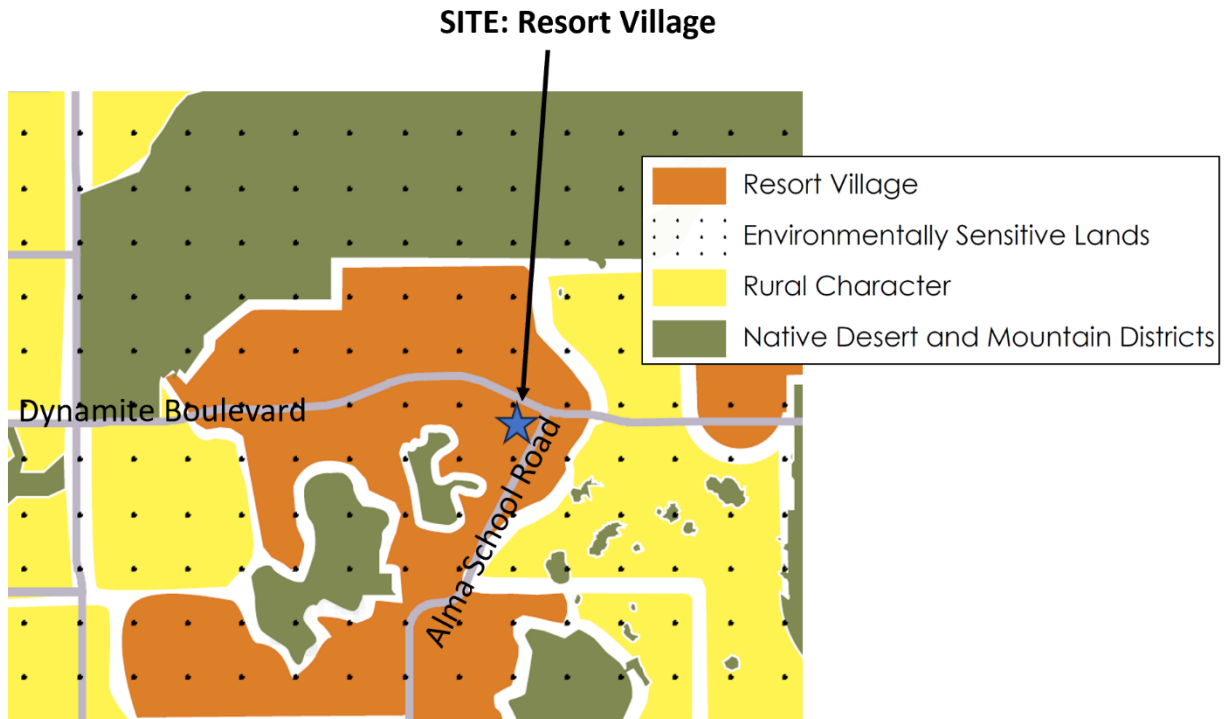 SITE: Resort Village
Resort Village
Environmentally Sensitive Lands
Rural Character
Native Desert and Mountain Districts
Dynamite Boulevard
Alma School Road